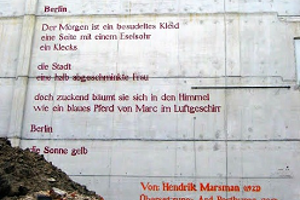 Berlin
Der Morgen ist ein besudeltes Kleid
eine Seite mit einem Eselsohr
ein Klecks
die Stadt
eine halb abgeschminkte Frau
doch zuckend bäumt sie sich in den Himmel
wie ein blaues Pferd von Marc im Luftgeschirr
Berlin
die Sonne gelb
Von: Hendrik Marsman